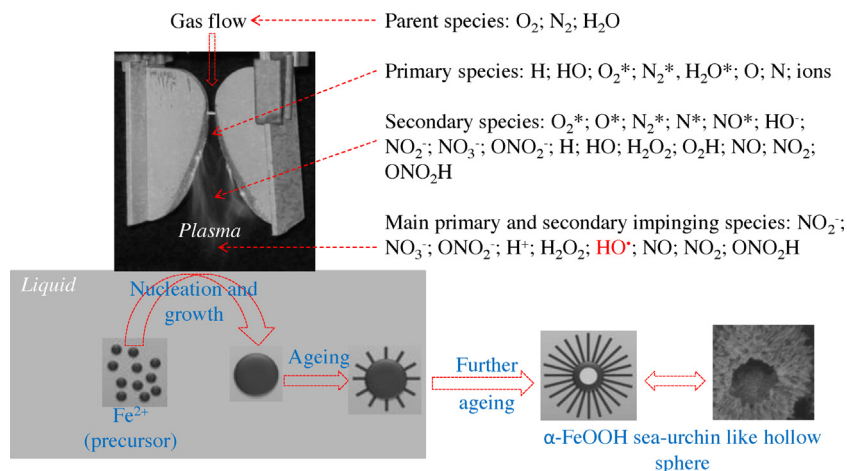 Gas flow
Parent species: O₂; N₂; H₂O
Primary species: H; HO; O₂*; N₂*, H₂O*; O; N; ions
Secondary species: O₂*; O*; N₂*; N*; NO*; HO⁻;
NO₂⁻; NO₃⁻; ONO₂⁻; H; HO; H₂O₂; O₂H; NO; NO₂;
ONO₂H
Plasma
Main primary and secondary impinging species: NO₂⁻;
NO₃⁻; ONO₂⁻; H⁺; H₂O₂; HO•; NO; NO₂; ONO₂H
Liquid
Nucleation and
growth
Ageing
Further
ageing
Fe²⁺
(precursor)
α-FeOOH sea-urchin like hollow
sphere